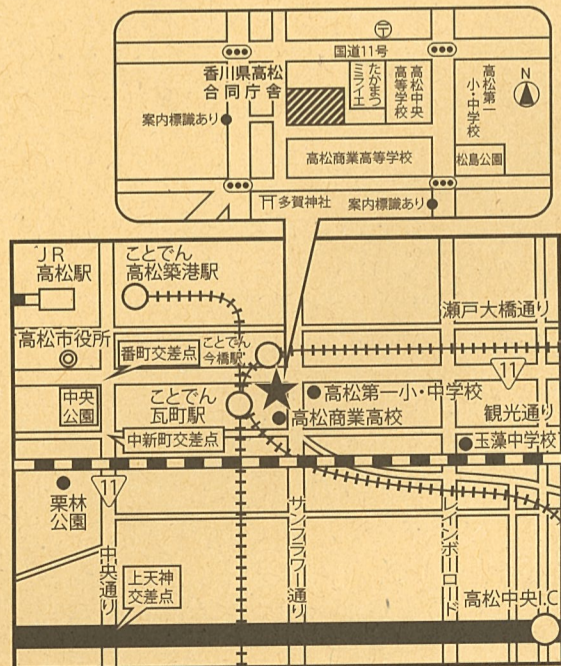 〒
国道11号
香川県高松
合同庁舎
たかまつ
ミライエ
高松中央
高等学校
高松第一
小・中学校
N
案内標識あり
高松商業高等学校
松島公園
多賀神社
案内標識あり
JR
高松駅
ことでん
高松築港駅
瀬戸大橋通り
高松市役所
番町交差点
ことでん
今橋駅
11
中央
公園
ことでん
瓦町駅
高松第一小・中学校
高松商業高校
観光通り
中新町交差点
玉藻中学校
栗林
公園
11
中央通り
サンフラワー通り
レインボーロード
上天神
交差点
高松中央I.C